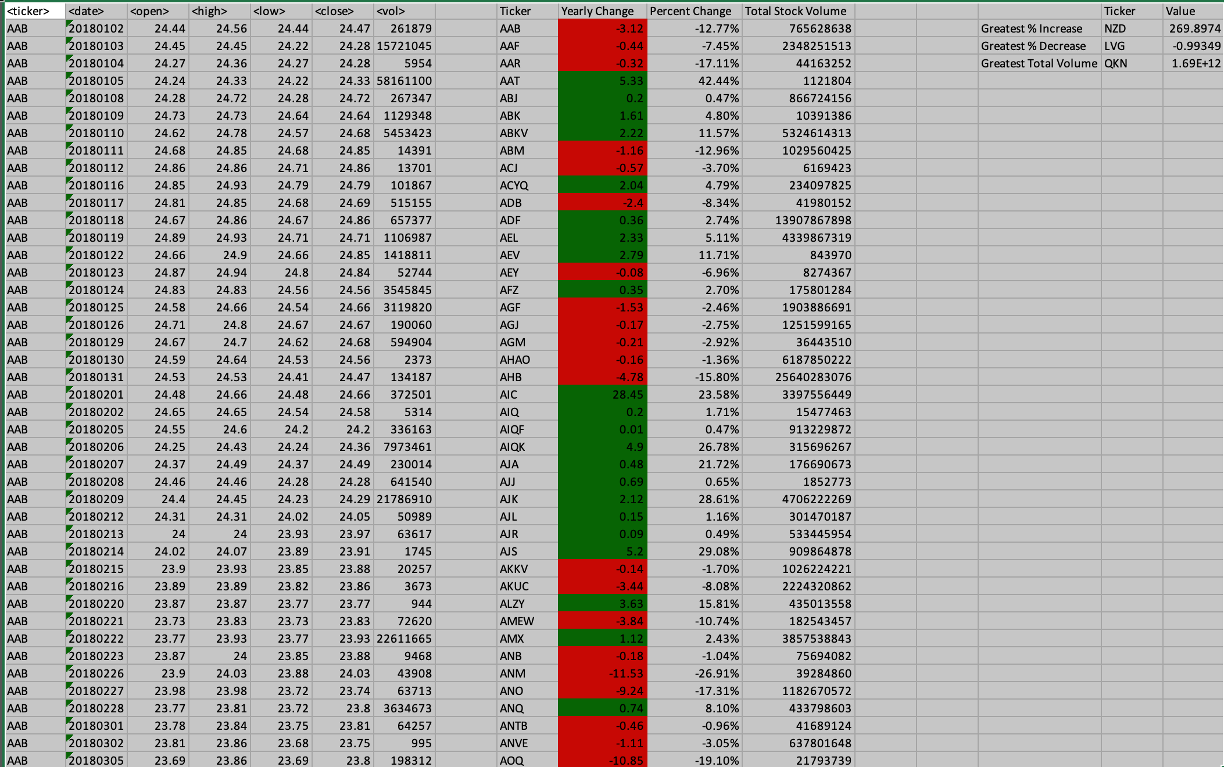 <ticker> <date> <open> <high> <low> <close> <vol> Ticker Yearly Change Percent Change Total Stock Volume Ticker Value
AAB 20180102 24.44 24.56 24.44 24.47 261879 AAB -3.12 -12.77% 765628638 Greatest % Increase NZD 269.8974
AAB 20180103 24.45 24.45 24.22 24.28 15721045 AAF -0.44 -7.45% 2348251513 Greatest % Decrease LVG -0.99349
AAB 20180104 24.27 24.36 24.27 24.28 5954 AAR -0.32 -17.11% 44163252 Greatest Total Volume QKN 1.69E+12
AAB 20180105 24.24 24.33 24.22 24.33 58161100 AAT 5.33 42.44% 1121804
AAB 20180108 24.28 24.72 24.28 24.72 267347 ABJ 0.2 0.47% 866724156
AAB 20180109 24.73 24.73 24.64 24.64 1129348 ABK 1.61 4.80% 10391386
AAB 20180110 24.62 24.78 24.57 24.68 5453423 ABKV 2.22 11.57% 5324614313
AAB 20180111 24.68 24.85 24.68 24.85 14391 ABM -1.16 -12.96% 1029560425
AAB 20180112 24.86 24.86 24.71 24.86 13701 ACJ -0.57 -3.70% 6169423
AAB 20180116 24.85 24.93 24.79 24.79 101867 ACYQ 2.04 4.79% 234097825
AAB 20180117 24.81 24.85 24.68 24.69 515155 ADB -2.4 -8.34% 41980152
AAB 20180118 24.67 24.86 24.67 24.86 657377 ADF 0.36 2.74% 13907867898
AAB 20180119 24.89 24.93 24.71 24.71 1106987 AEL 2.33 5.11% 4339867319
AAB 20180122 24.66 24.9 24.66 24.85 1418811 AEV 2.79 11.71% 843970
AAB 20180123 24.87 24.94 24.8 24.84 52744 AEY -0.08 -6.96% 8274367
AAB 20180124 24.83 24.83 24.56 24.56 3545845 AFZ 0.35 2.70% 175801284
AAB 20180125 24.58 24.66 24.54 24.66 3119820 AGF -1.53 -2.46% 1903886691
AAB 20180126 24.71 24.8 24.67 24.67 190060 AGJ -0.17 -2.75% 1251599165
AAB 20180129 24.67 24.7 24.62 24.68 594904 AGM -0.21 -2.92% 36443510
AAB 20180130 24.59 24.64 24.53 24.56 2373 AHAO -0.16 -1.36% 6187850222
AAB 20180131 24.53 24.53 24.41 24.47 134187 AHB -4.78 -15.80% 25640283076
AAB 20180201 24.48 24.66 24.48 24.66 372501 AIC 28.45 23.58% 3397556449
AAB 20180202 24.65 24.65 24.54 24.58 5314 AIQ 0.2 1.71% 15477463
AAB 20180205 24.55 24.6 24.2 24.2 336163 AIQF 0.01 0.47% 913229872
AAB 20180206 24.25 24.43 24.24 24.36 7973461 AIQK 4.9 26.78% 315696267
AAB 20180207 24.37 24.49 24.37 24.49 230014 AJA 0.48 21.72% 176690673
AAB 20180208 24.46 24.46 24.28 24.28 641540 AJJ 0.69 0.65% 1852773
AAB 20180209 24.4 24.45 24.23 24.29 21786910 AJK 2.12 28.61% 4706222269
AAB 20180212 24.31 24.31 24.02 24.05 50989 AJL 0.15 1.16% 301470187
AAB 20180213 24 24 23.93 23.97 63617 AJR 0.09 0.49% 533445954
AAB 20180214 24.02 24.07 23.89 23.91 1745 AJS 5.2 29.08% 909864878
AAB 20180215 23.9 23.93 23.85 23.88 20257 AKKV -0.14 -1.70% 1026224221
AAB 20180216 23.89 23.89 23.82 23.86 3673 AKUC -3.44 -8.08% 2224320862
AAB 20180220 23.87 23.87 23.77 23.77 944 ALZY 3.63 15.81% 435013558
AAB 20180221 23.73 23.83 23.73 23.83 72620 AMEW -3.84 -10.74% 182543457
AAB 20180222 23.77 23.93 23.77 23.93 22611665 AMX 1.12 2.43% 3857538843
AAB 20180223 23.87 24 23.85 23.88 9468 ANB -0.18 -1.04% 75694082
AAB 20180226 23.9 24.03 23.88 24.03 43908 ANM -11.53 -26.91% 39284860
AAB 20180227 23.98 23.98 23.72 23.74 63713 ANO -9.24 -17.31% 1182670572
AAB 20180228 23.77 23.81 23.72 23.8 3634673 ANQ 0.74 8.10% 433798603
AAB 20180301 23.78 23.84 23.75 23.81 64257 ANTB -0.46 -0.96% 41689124
AAB 20180302 23.81 23.86 23.68 23.75 995 ANVE -1.11 -3.05% 637801648
AAB 20180305 23.69 23.86 23.69 23.8 198312 AOQ -10.85 -19.10% 21793739